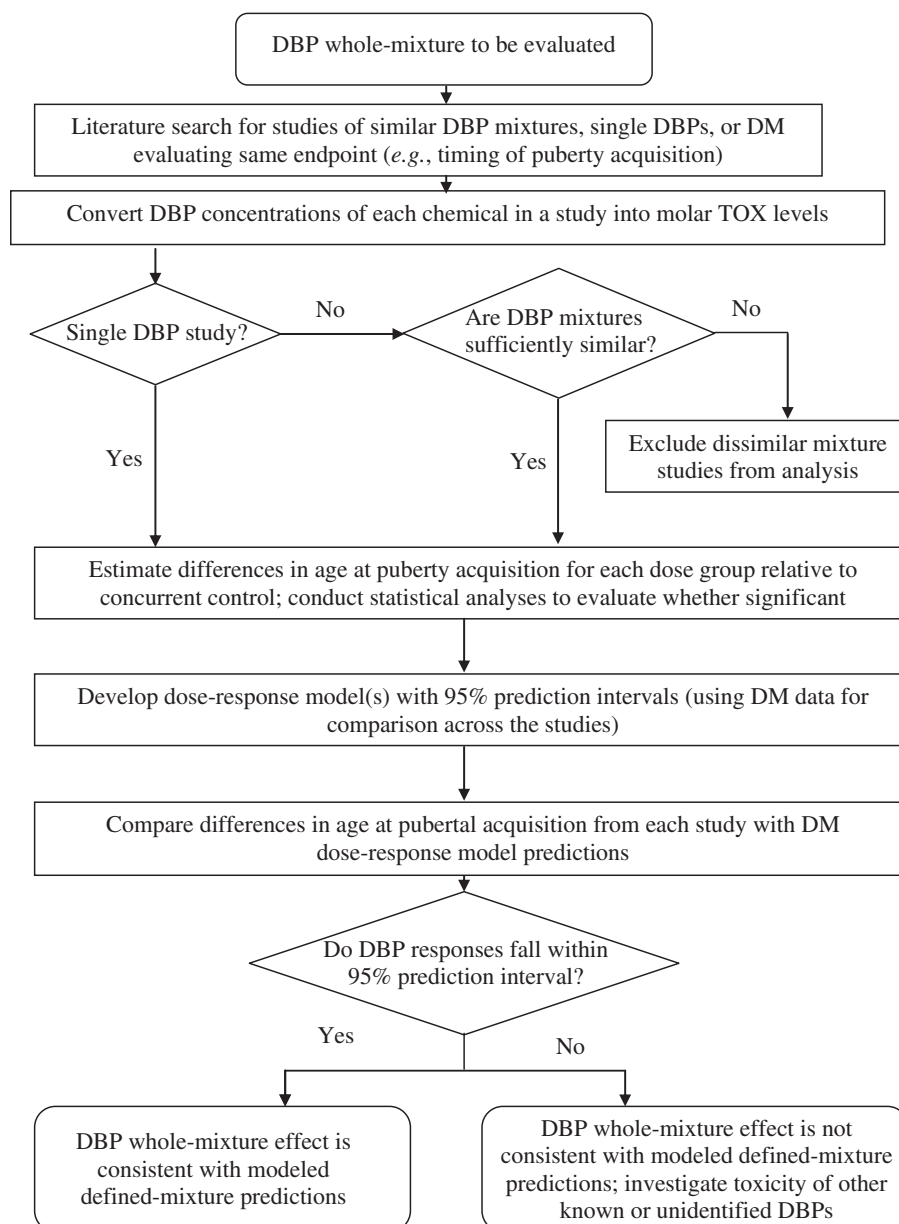 DBP whole-mixture to be evaluated
Literature search for studies of similar DBP mixtures, single DBPs, or DM
evaluating same endpoint (e.g., timing of puberty acquisition)
Convert DBP concentrations of each chemical in a study into molar TOX levels
Single DBP study?
No
Are DBP mixtures
sufficiently similar?
No
Yes
Yes
Exclude dissimilar mixture
studies from analysis
Estimate differences in age at puberty acquisition for each dose group relative to
concurrent control; conduct statistical analyses to evaluate whether significant
Develop dose-response model(s) with 95% prediction intervals (using DM data for
comparison across the studies)
Compare differences in age at pubertal acquisition from each study with DM
dose-response model predictions
Do DBP responses fall within
95% prediction interval?
Yes
No
DBP whole-mixture effect is
consistent with modeled
defined-mixture predictions
DBP whole-mixture effect is not
consistent with modeled defined-mixture
predictions; investigate toxicity of other
known or unidentified DBPs